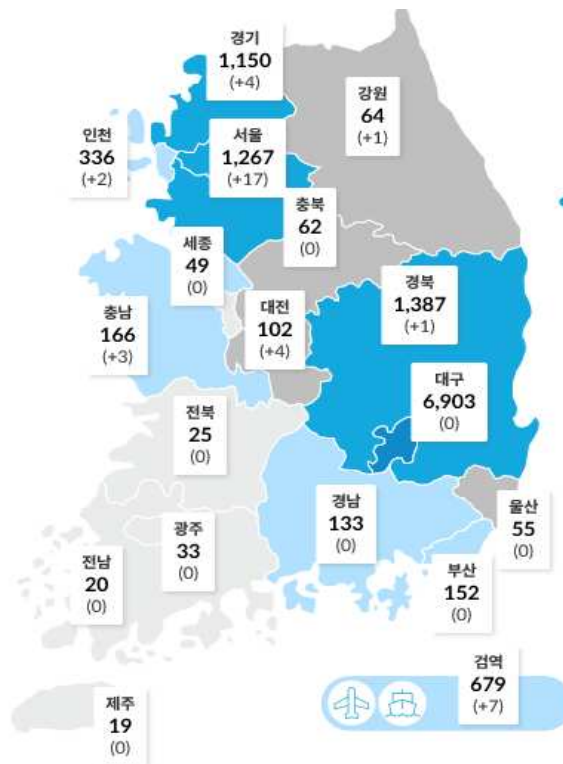 경기
1,150
(+4)
강원
64
(+1)
인천
336
(+2)
서울
1,267
(+17)
충북
62
(0)
세종
49
(0)
경북
1,387
(+1)
충남
166
(+3)
대전
102
(+4)
대구
6,903
(0)
전북
25
(0)
경남
133
(0)
울산
55
(0)
광주
33
(0)
전남
20
(0)
부산
152
(0)
검역
679
(+7)
제주
19
(0)